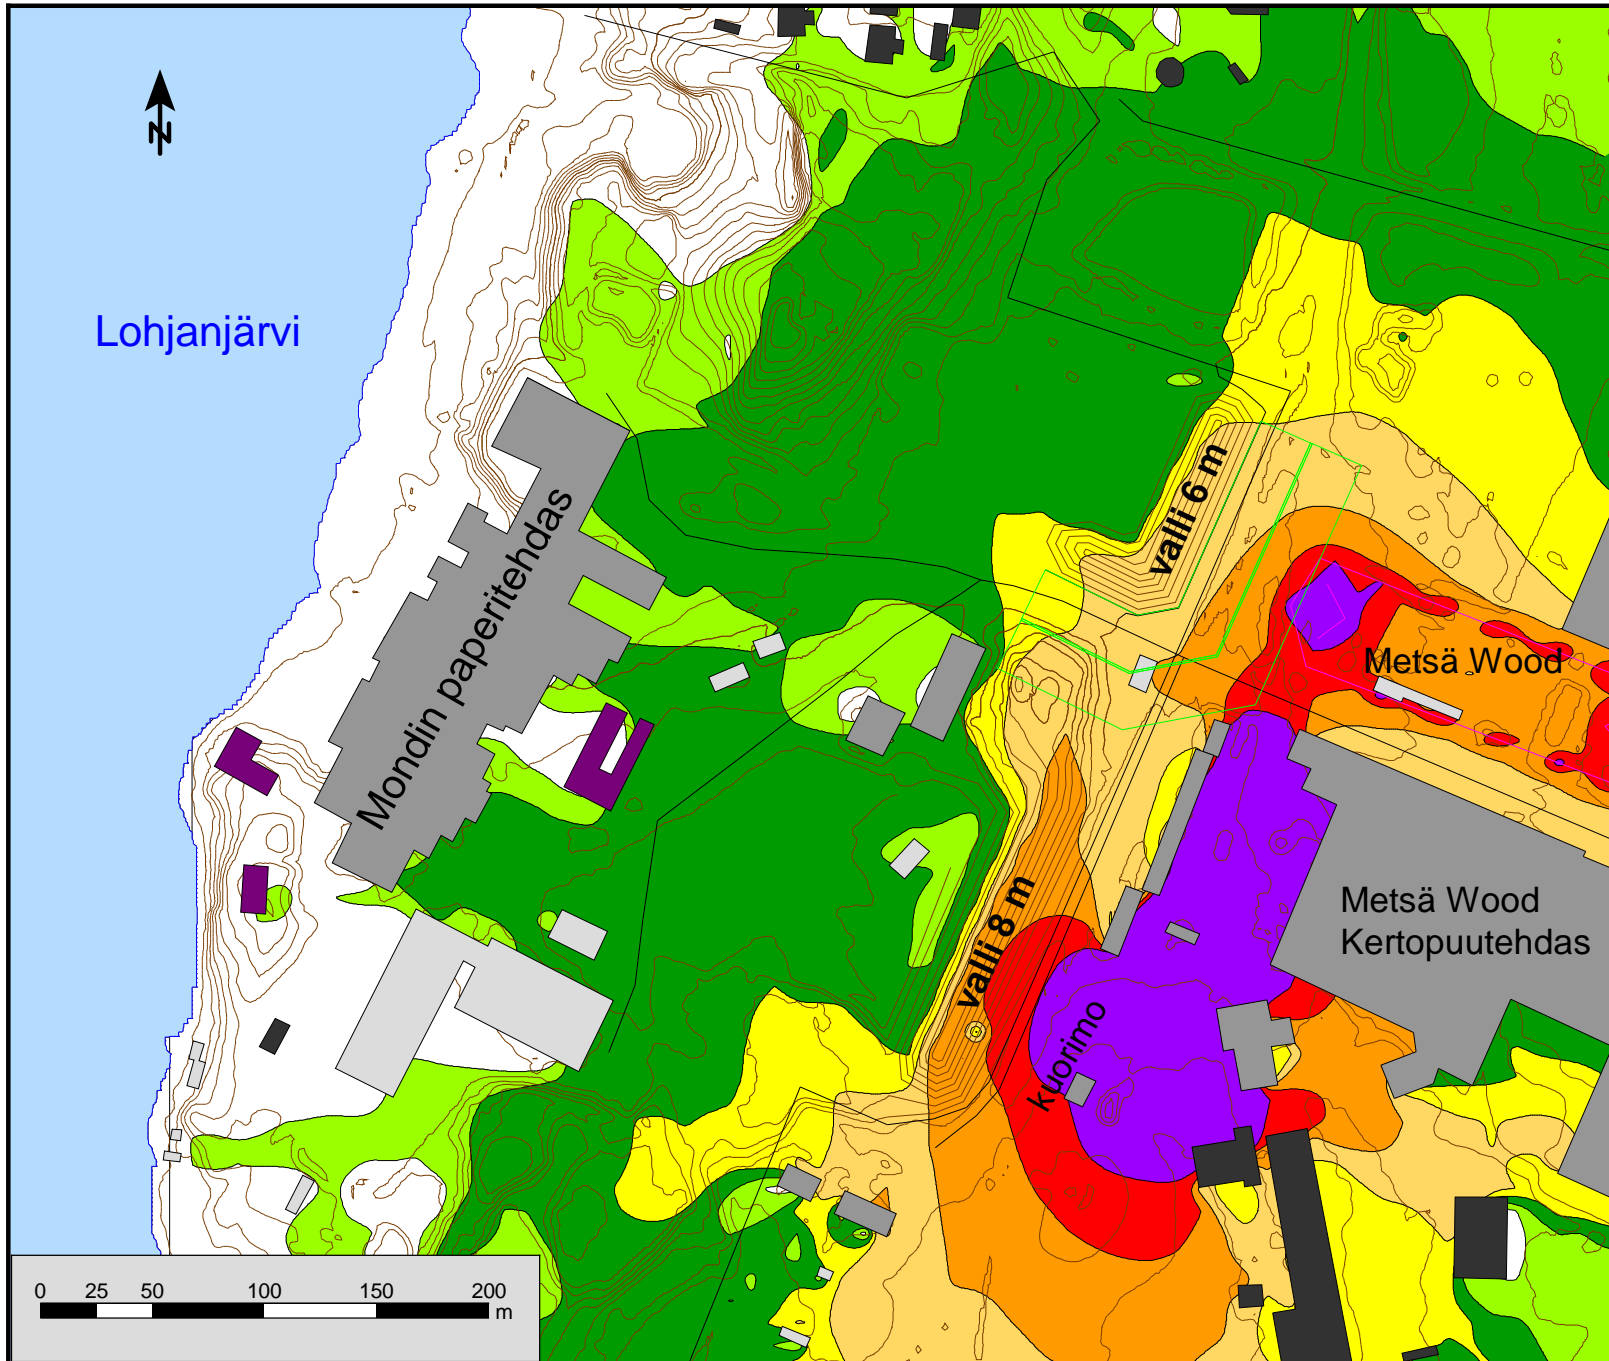 N
Lohjanjärvi
valli 6 m
Mondin paperitehdas
Metsä Wood
valli 8 m
Metsä Wood
Kertopuutehdas
kuorimo
0 25 50 100 150 200
m